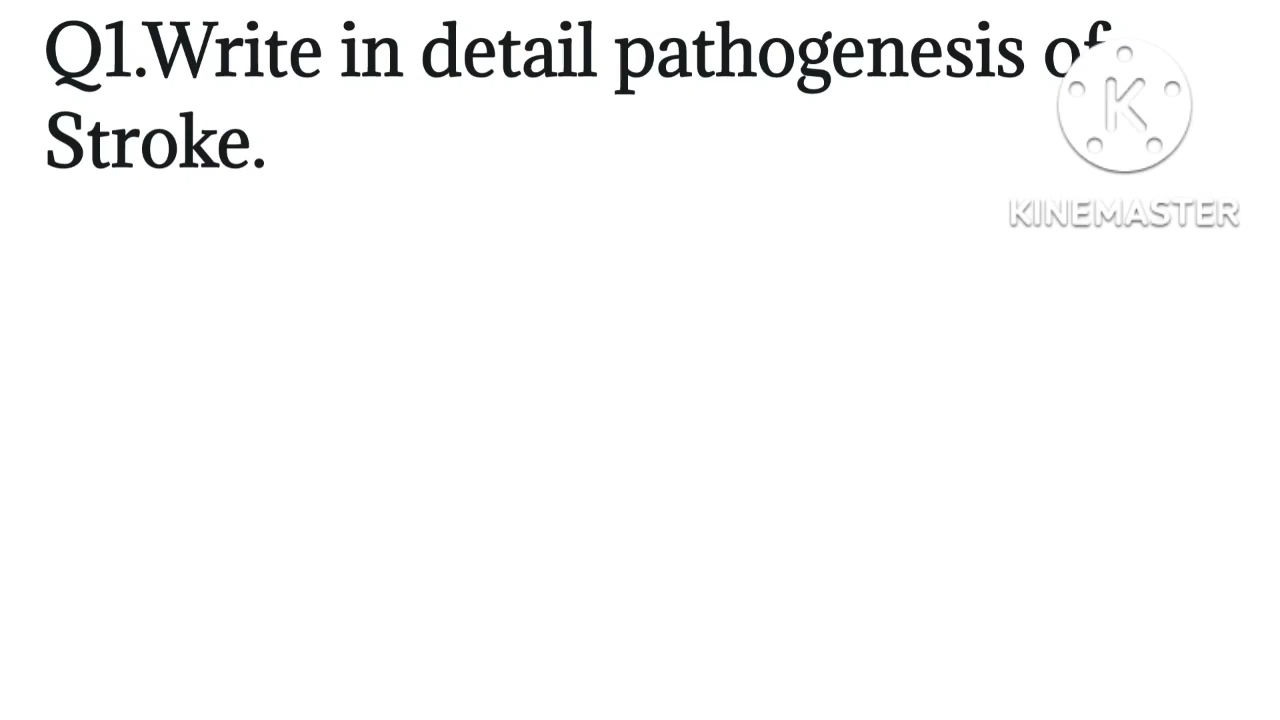 Q1.Write in detail pathogenesis of
Stroke.
K
KINEMASTER